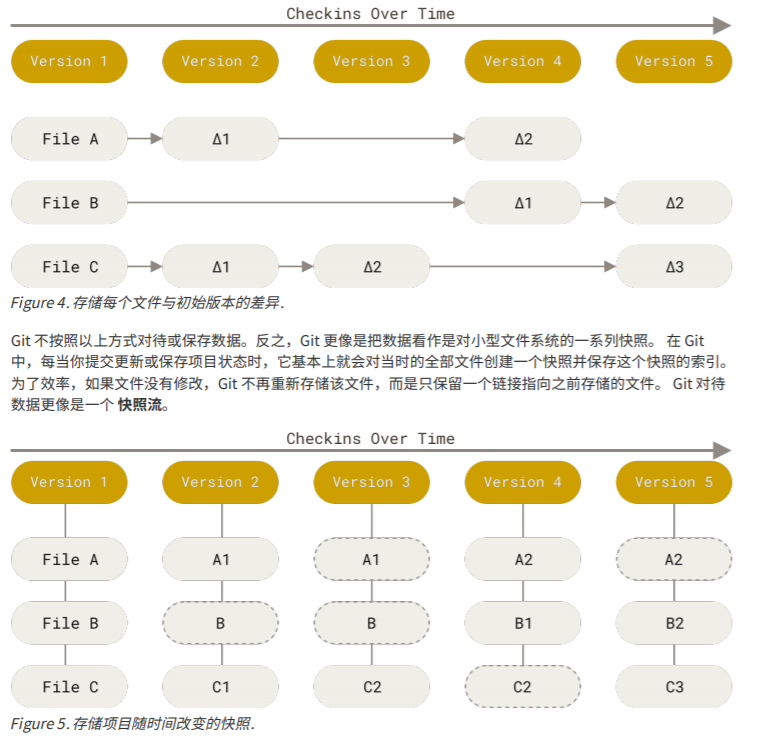 Checkins Over Time
Version 1 Version 2 Version 3 Version 4 Version 5
File A Δ1 Δ2
File B Δ1 Δ2
File C Δ1 Δ2 Δ3
Figure 4. 存储每个文件与初始版本的差异.
Git 不按照以上方式对待或保存数据。反之，Git 更像是把数据看作是对小型文件系统的一系列快照。 在 Git
中，每当你提交更新或保存项目状态时，它基本上就会对当时的全部文件创建一个快照并保存这个快照的索引。
为了效率，如果文件没有修改，Git 不再重新存储该文件，而是只保留一个链接指向之前存储的文件。 Git 对待
数据更像是一个 快照流。
Checkins Over Time
Version 1 Version 2 Version 3 Version 4 Version 5
File A A1 A1 A2 A2
File B B B B1 B2
File C C1 C2 C2 C3
Figure 5. 存储项目随时间改变的快照.